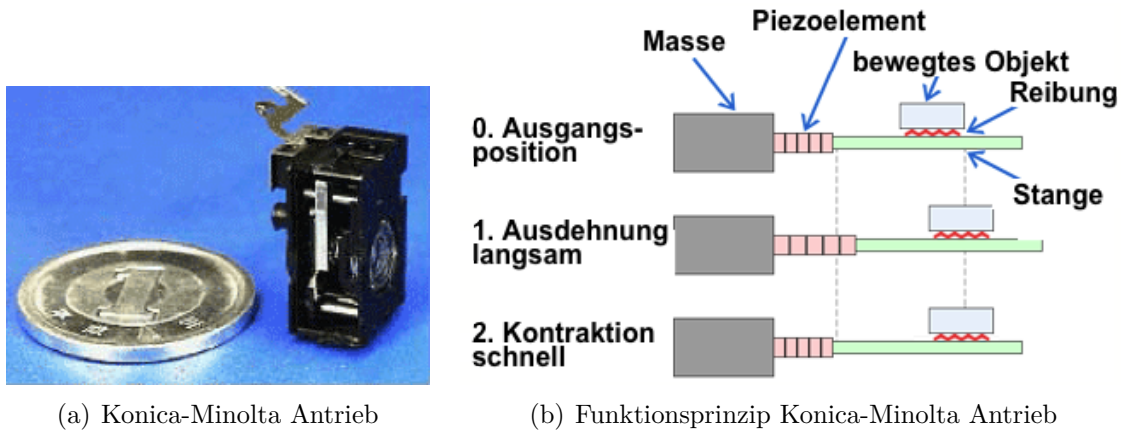 Piezoelement
Masse
bewegtes Objekt
Reibung
0. Ausgangs-
position
Stange
1. Ausdehnung
langsam
2. Kontraktion
schnell
1
(a) Konica-Minolta Antrieb
(b) Funktionsprinzip Konica-Minolta Antrieb